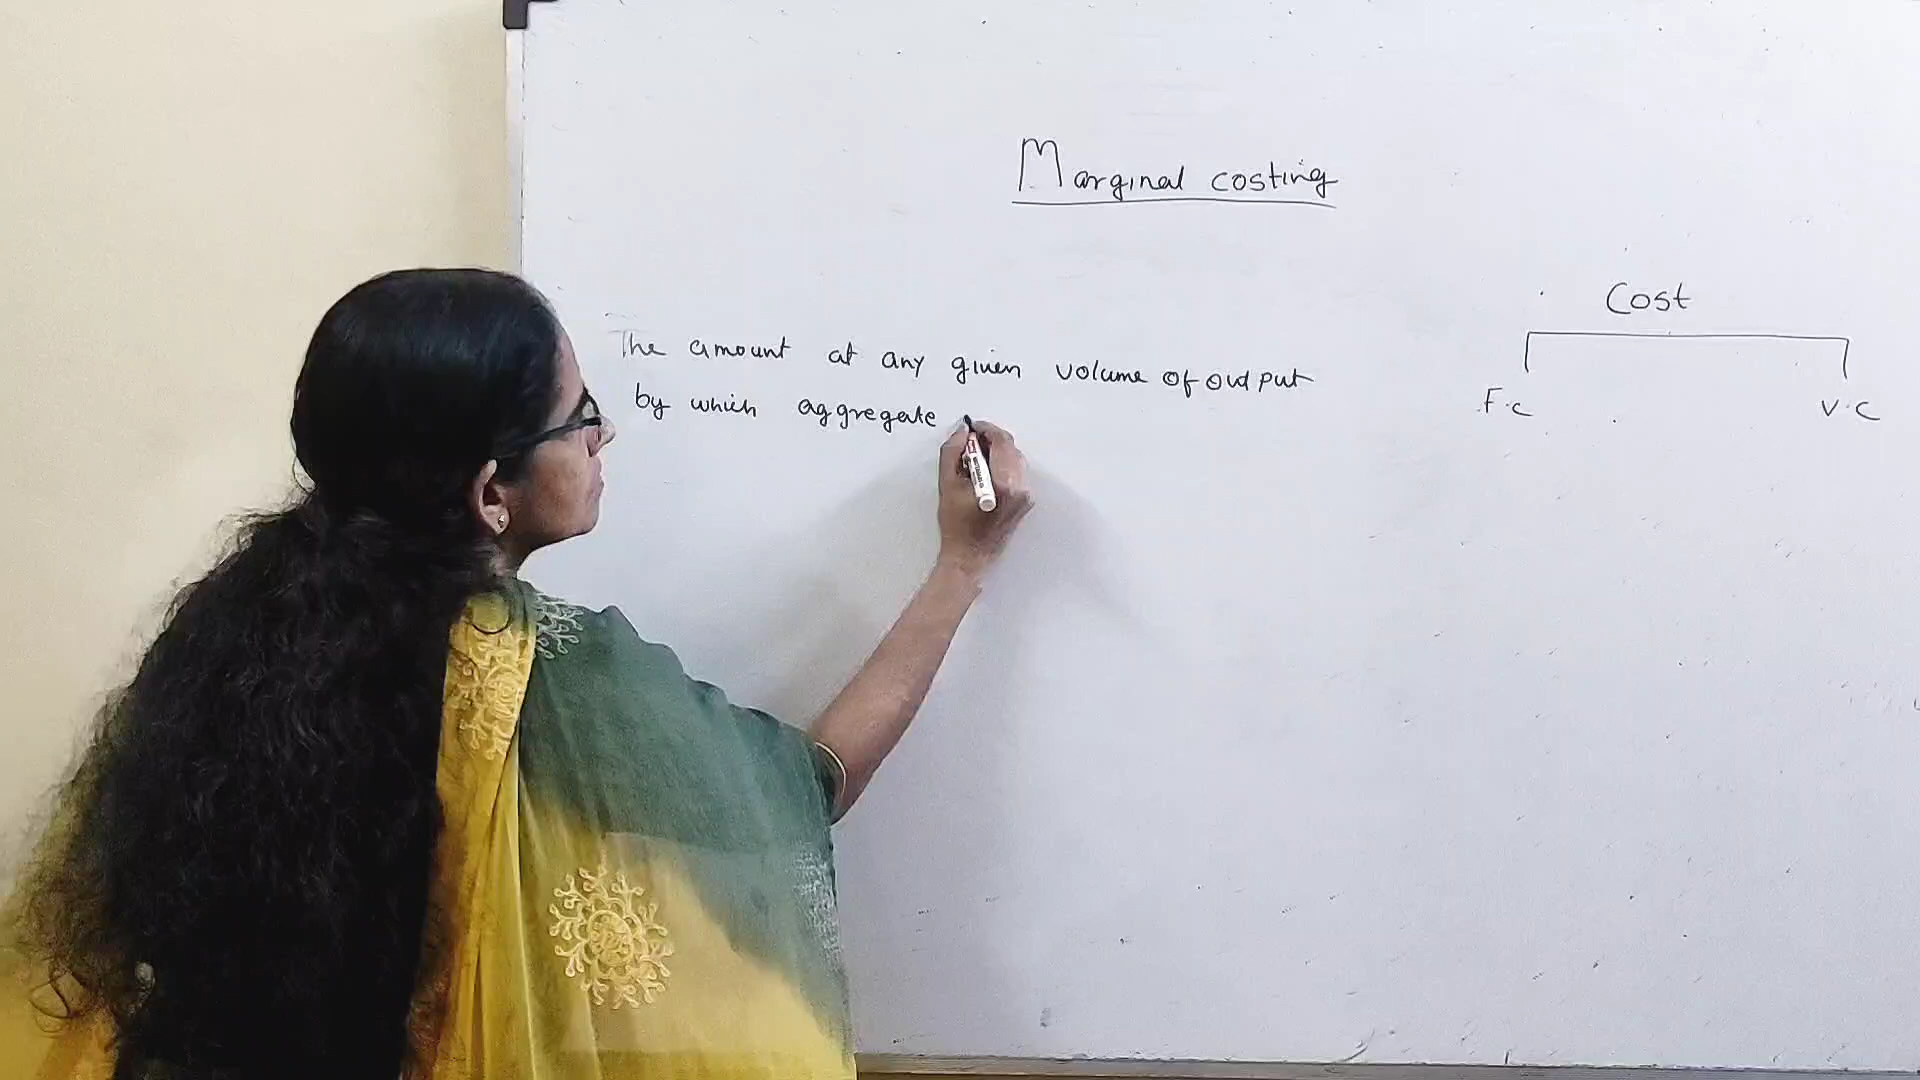 Marginal costing
Cost
F.C
V.C
The amount at any given volume of output
by which aggregate